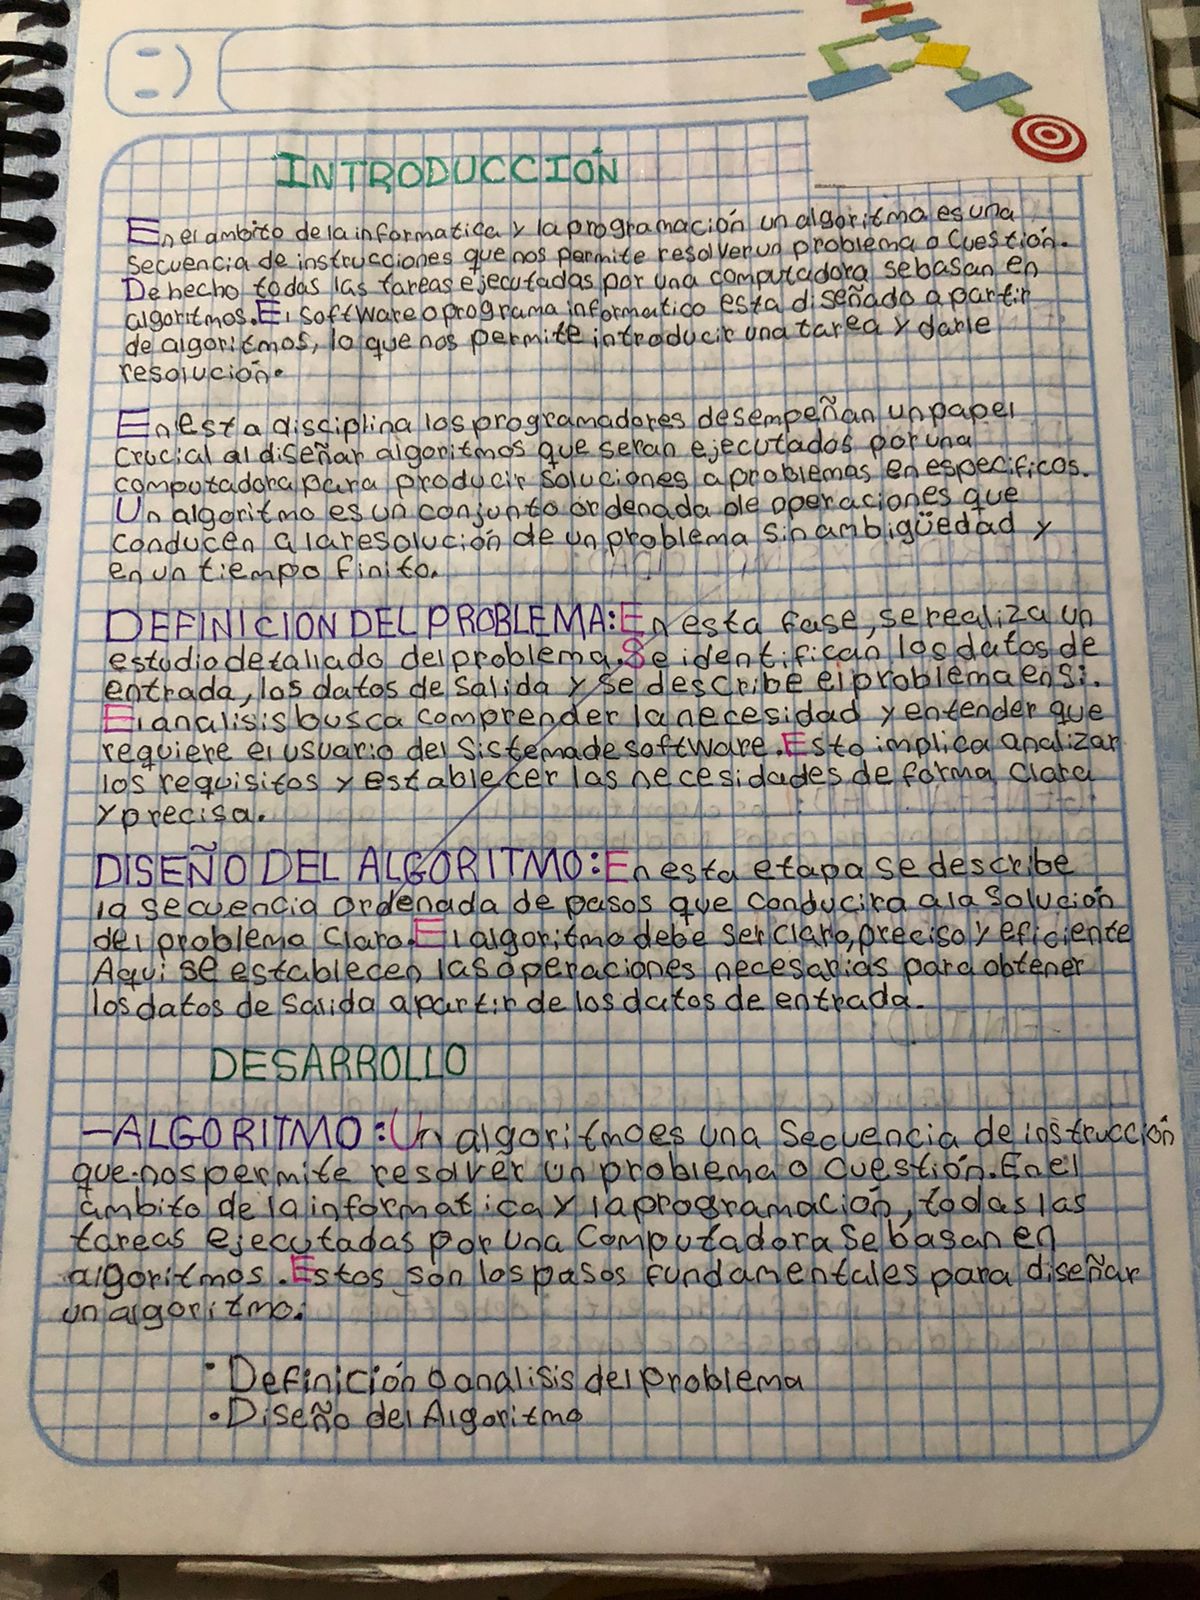 INTRODUCCIÓN
En el ambito de la informatica y la programación un algoritmo es una
secuencia de instrucciones que nos permite resolver un problema o cuestión.
De hecho todas las tareas ejecutadas por una computadora se basan en
algoritmos. El software o programa informatico esta diseñado a partir
de algoritmos, lo que nos permite introducir una tarea y darle
resolución.
En esta disciplina los programadores desempeñan un papel
crucial al diseñar algoritmos que seran ejecutados por una
computadora para producir soluciones a problemas en especificos.
Un algoritmo es un conjunto ordenada de operaciones que
conducen a la resolución de un problema sin ambigüedad y
en un tiempo finito.
DEFINICION DEL PROBLEMA: En esta fase, se realiza un
estudio detallado del problema. Se identifican los datos de
entrada, los datos de salida y se describe el problema en si.
El analisis busca comprender la necesidad y entender que
requiere el usuario del sistema de software. Esto implica analizar
los requisitos y establecer las necesidades de forma clara
y precisa.
DISEÑO DEL ALGORITMO: En esta etapa se describe
la secuencia ordenada de pasos que conducira a la solución
del problema claro. El algoritmo debe ser claro, preciso y eficiente
Aqui se establecen las operaciones necesarias para obtener
los datos de salida a partir de los datos de entrada.
DESARROLLO
-ALGORITMO: Un algoritmo es una secuencia de instrucción
que nos permite resolver un problema o cuestión. En el
ambito de la informatica y la programación, todas las
tareas ejecutadas por una computadora se basan en
algoritmos. Estos son los pasos fundamentales para diseñar
un algoritmo:
• Definición o analisis del problema
• Diseño del Algoritmo